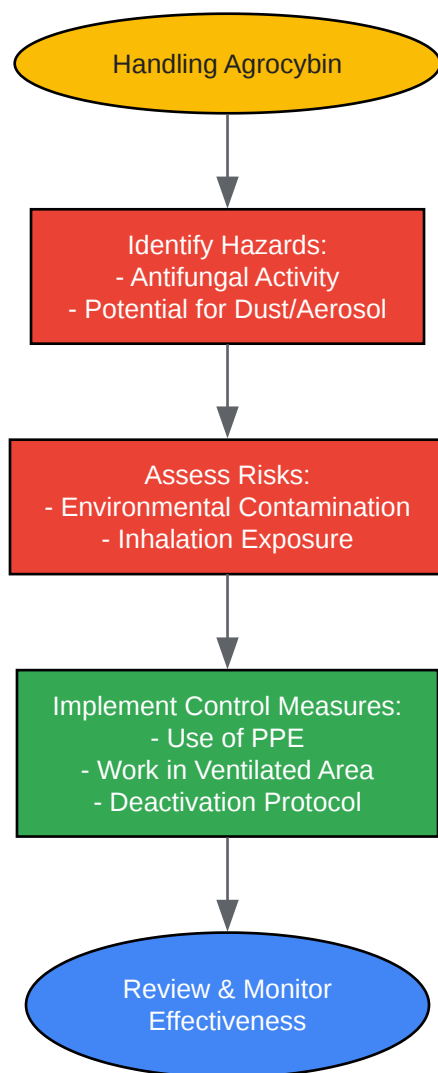 Handling Agrocybin
Identify Hazards:
- Antifungal Activity
- Potential for Dust/Aerosol
Assess Risks:
- Environmental Contamination
- Inhalation Exposure
Implement Control Measures:
- Use of PPE
- Work in Ventilated Area
- Deactivation Protocol
Review & Monitor
Effectiveness